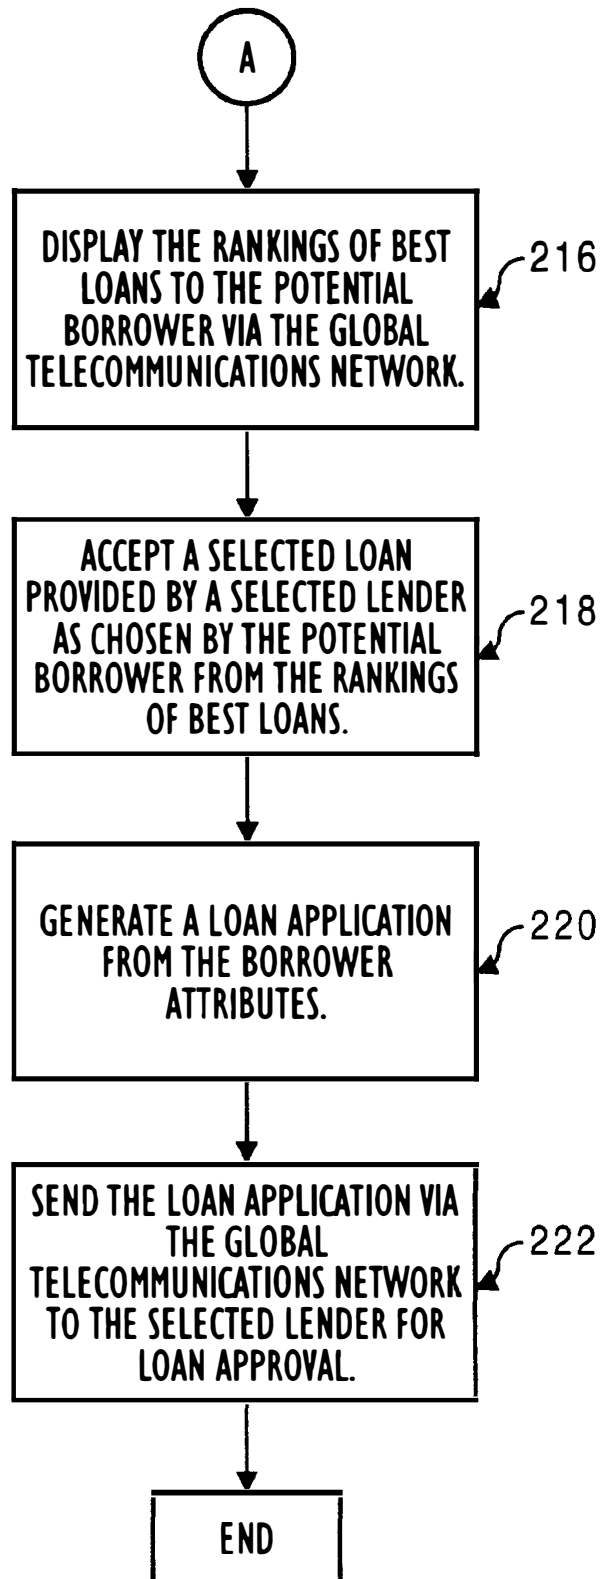 A
DISPLAY THE RANKINGS OF BEST
LOANS TO THE POTENTIAL
BORROWER VIA THE GLOBAL
TELECOMMUNICATIONS NETWORK.
216
ACCEPT A SELECTED LOAN
PROVIDED BY A SELECTED LENDER
AS CHOSEN BY THE POTENTIAL
BORROWER FROM THE RANKINGS
OF BEST LOANS.
218
GENERATE A LOAN APPLICATION
FROM THE BORROWER
ATTRIBUTES.
220
SEND THE LOAN APPLICATION VIA
THE GLOBAL
TELECOMMUNICATIONS NETWORK
TO THE SELECTED LENDER FOR
LOAN APPROVAL.
222
END